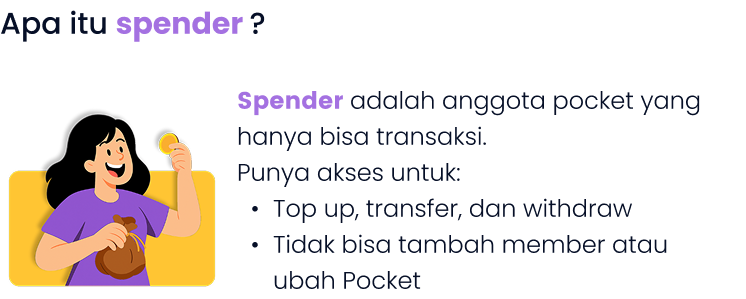 Apa itu spender ?
Spender adalah anggota pocket yang
hanya bisa transaksi.
Punya akses untuk:
• Top up, transfer, dan withdraw
• Tidak bisa tambah member atau
ubah Pocket